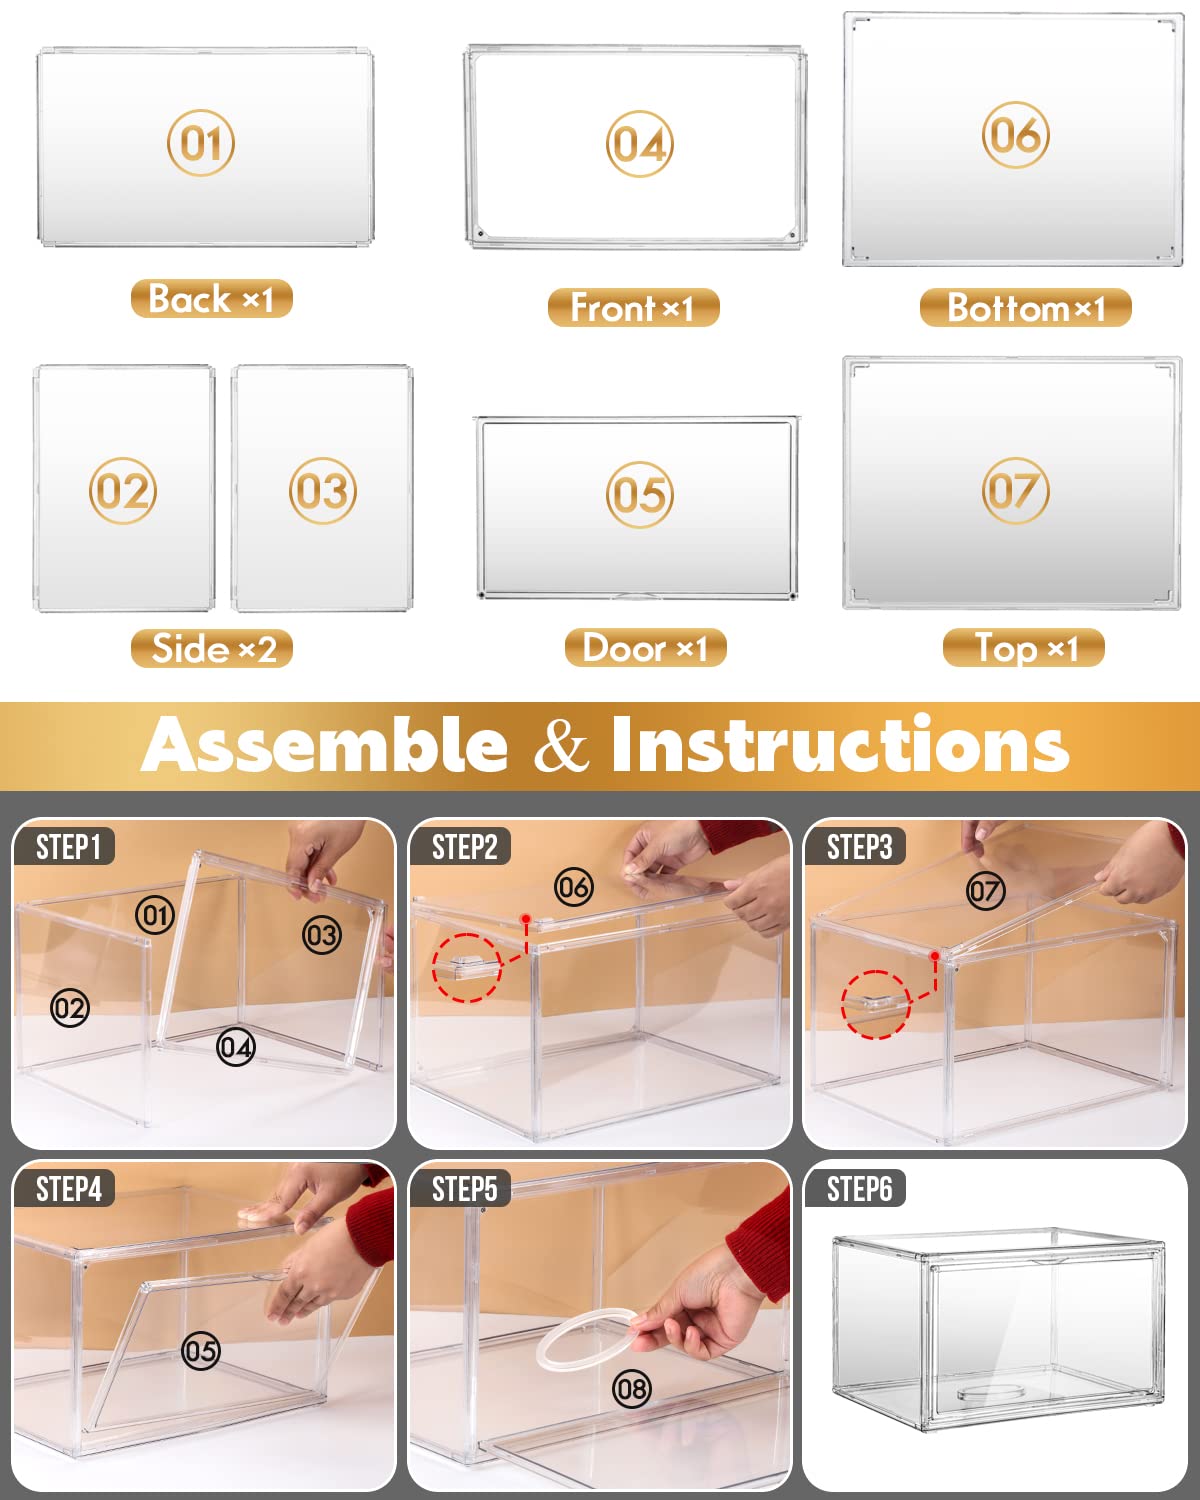 01
04
06
Back ×1
Front ×1
Bottom ×1
02
03
05
07
Side ×2
Door ×1
Top ×1
Assemble & Instructions
STEP1
01
03
02
04
STEP2
06
STEP3
07
STEP4
05
STEP5
08
STEP6